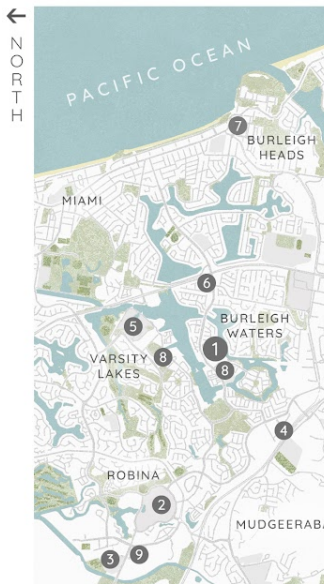 NORTH
PACIFIC OCEAN
7
BURLEIGH
HEADS
MIAMI
6
5
BURLEIGH
WATERS
1
VARSITY
LAKES
8
8
4
ROBINA
2
MUDGEERABA
3
9